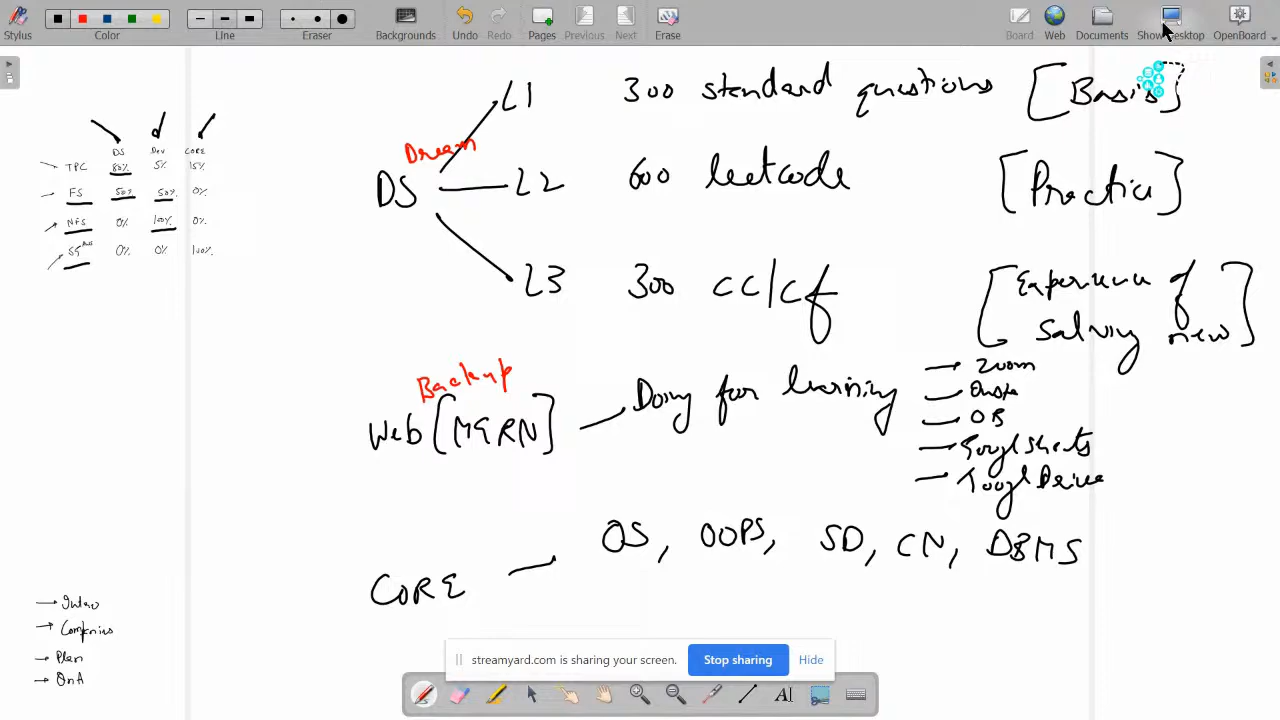 Stylus
Color
Line
Eraser
Backgrounds
Undo
Redo
Pages
Previous
Next
Erase
Board
Web
Documents
Show Desktop
OpenBoard
L1 300 standard questions [Basis]
Dream
DS L2 600 leetcode [Practice]
L3 300 cc/cf [Experience of
Solving new]
DS Dev CORE
TPC 80% 5% 15%
FS 50% 50% 0%
NFS 0% 100% 0%
0% 0% 100%
Backup
Web [MERN] Doing for learning
Zoom
OB
Google Sheets
Google Drive
CORE OS, OOPS, SD, CN, DBMS
Intro
Companies
Plan
QnA
streamyard.com is sharing your screen.
Stop sharing
Hide